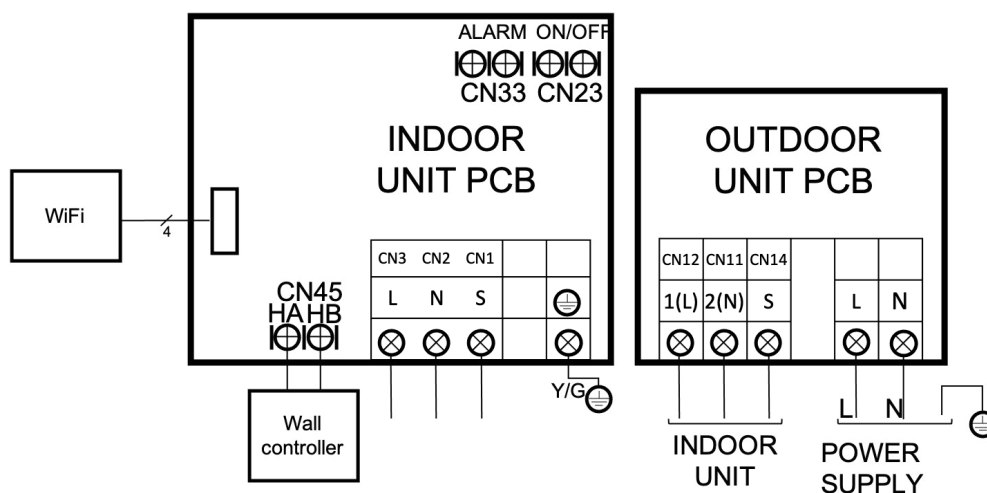 ALARM ON/OFF
CN33 CN23
INDOOR
UNIT PCB
WiFi
4
CN45
HA HB
Wall
controller
CN3 CN2 CN1
L N S
Y/G
OUTDOOR
UNIT PCB
CN12 CN11 CN14
1(L) 2(N) S L N
L N
INDOOR
UNIT
POWER
SUPPLY